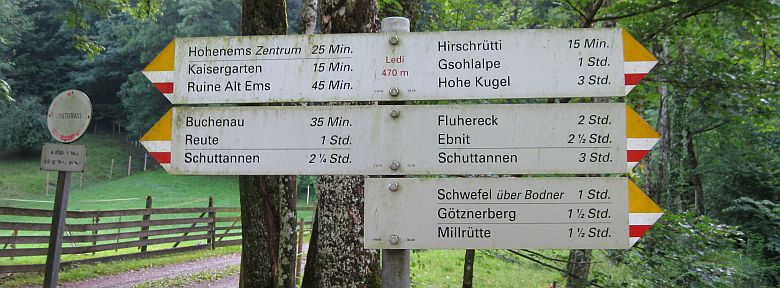 Hohenems Zentrum 25 Min.
Kaisergarten 15 Min.
Ruine Alt Ems 45 Min.
Ledi
470 m
Hirschrütti 15 Min.
Gsohlalpe 1 Std.
Hohe Kugel 3 Std.
Buchenau 35 Min.
Reute 1 Std.
Schuttannen 2 ¼ Std.
Fluhereck 2 Std.
Ebnit 2 ½ Std.
Schuttannen 3 Std.
Schwefel über Bodner 1 Std.
Götznerberg 1 ½ Std.
Millrütte 1 ½ Std.